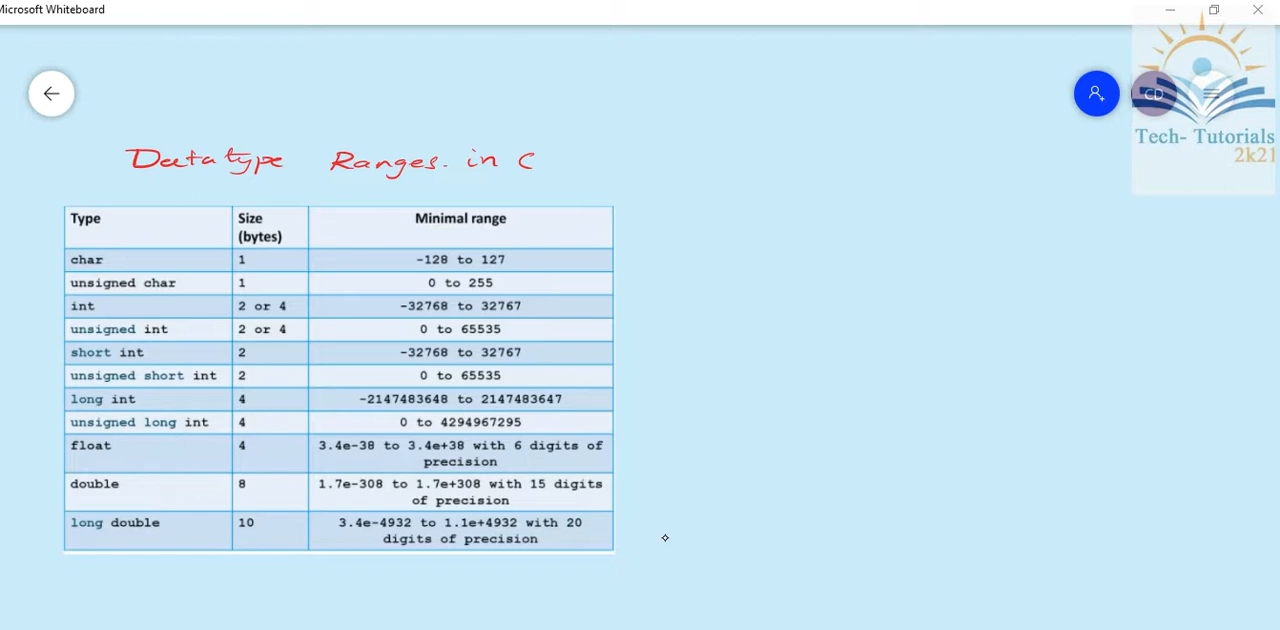 Microsoft Whiteboard
CD
Tech- Tutorials
2k21
Datatype Ranges. in C
Type Size (bytes) Minimal range
char 1 -128 to 127
unsigned char 1 0 to 255
int 2 or 4 -32768 to 32767
unsigned int 2 or 4 0 to 65535
short int 2 -32768 to 32767
unsigned short int 2 0 to 65535
long int 4 -2147483648 to 2147483647
unsigned long int 4 0 to 4294967295
float 4 3.4e-38 to 3.4e+38 with 6 digits of
precision
double 8 1.7e-308 to 1.7e+308 with 15 digits
of precision
long double 10 3.4e-4932 to 1.1e+4932 with 20
digits of precision